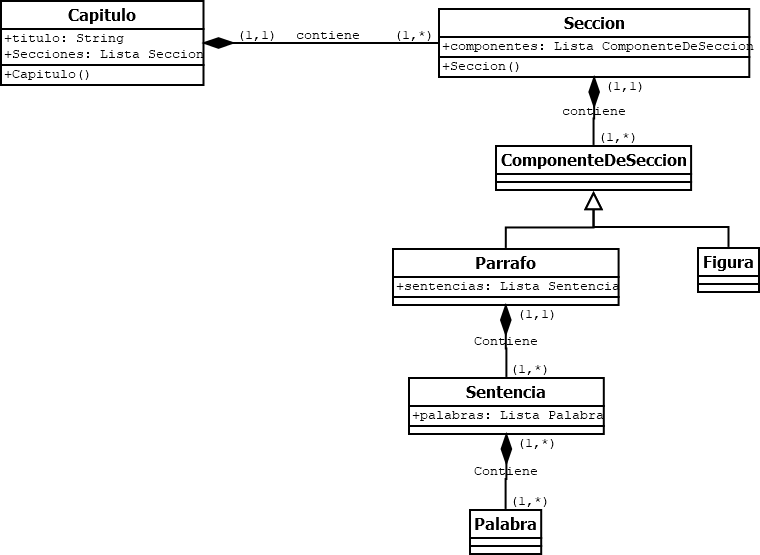 Capitulo
+titulo: String
+Secciones: Lista Seccion
+Capitulo()
(1,1) contiene (1,*)
Seccion
+componentes: Lista ComponenteDeSeccion
+Seccion()
(1,1)
contiene
(1,*)
ComponenteDeSeccion
Parrafo
+sentencias: Lista Sentencia
Figura
(1,1)
Contiene
(1,*)
Sentencia
+palabras: Lista Palabra
(1,*)
Contiene
(1,*)
Palabra